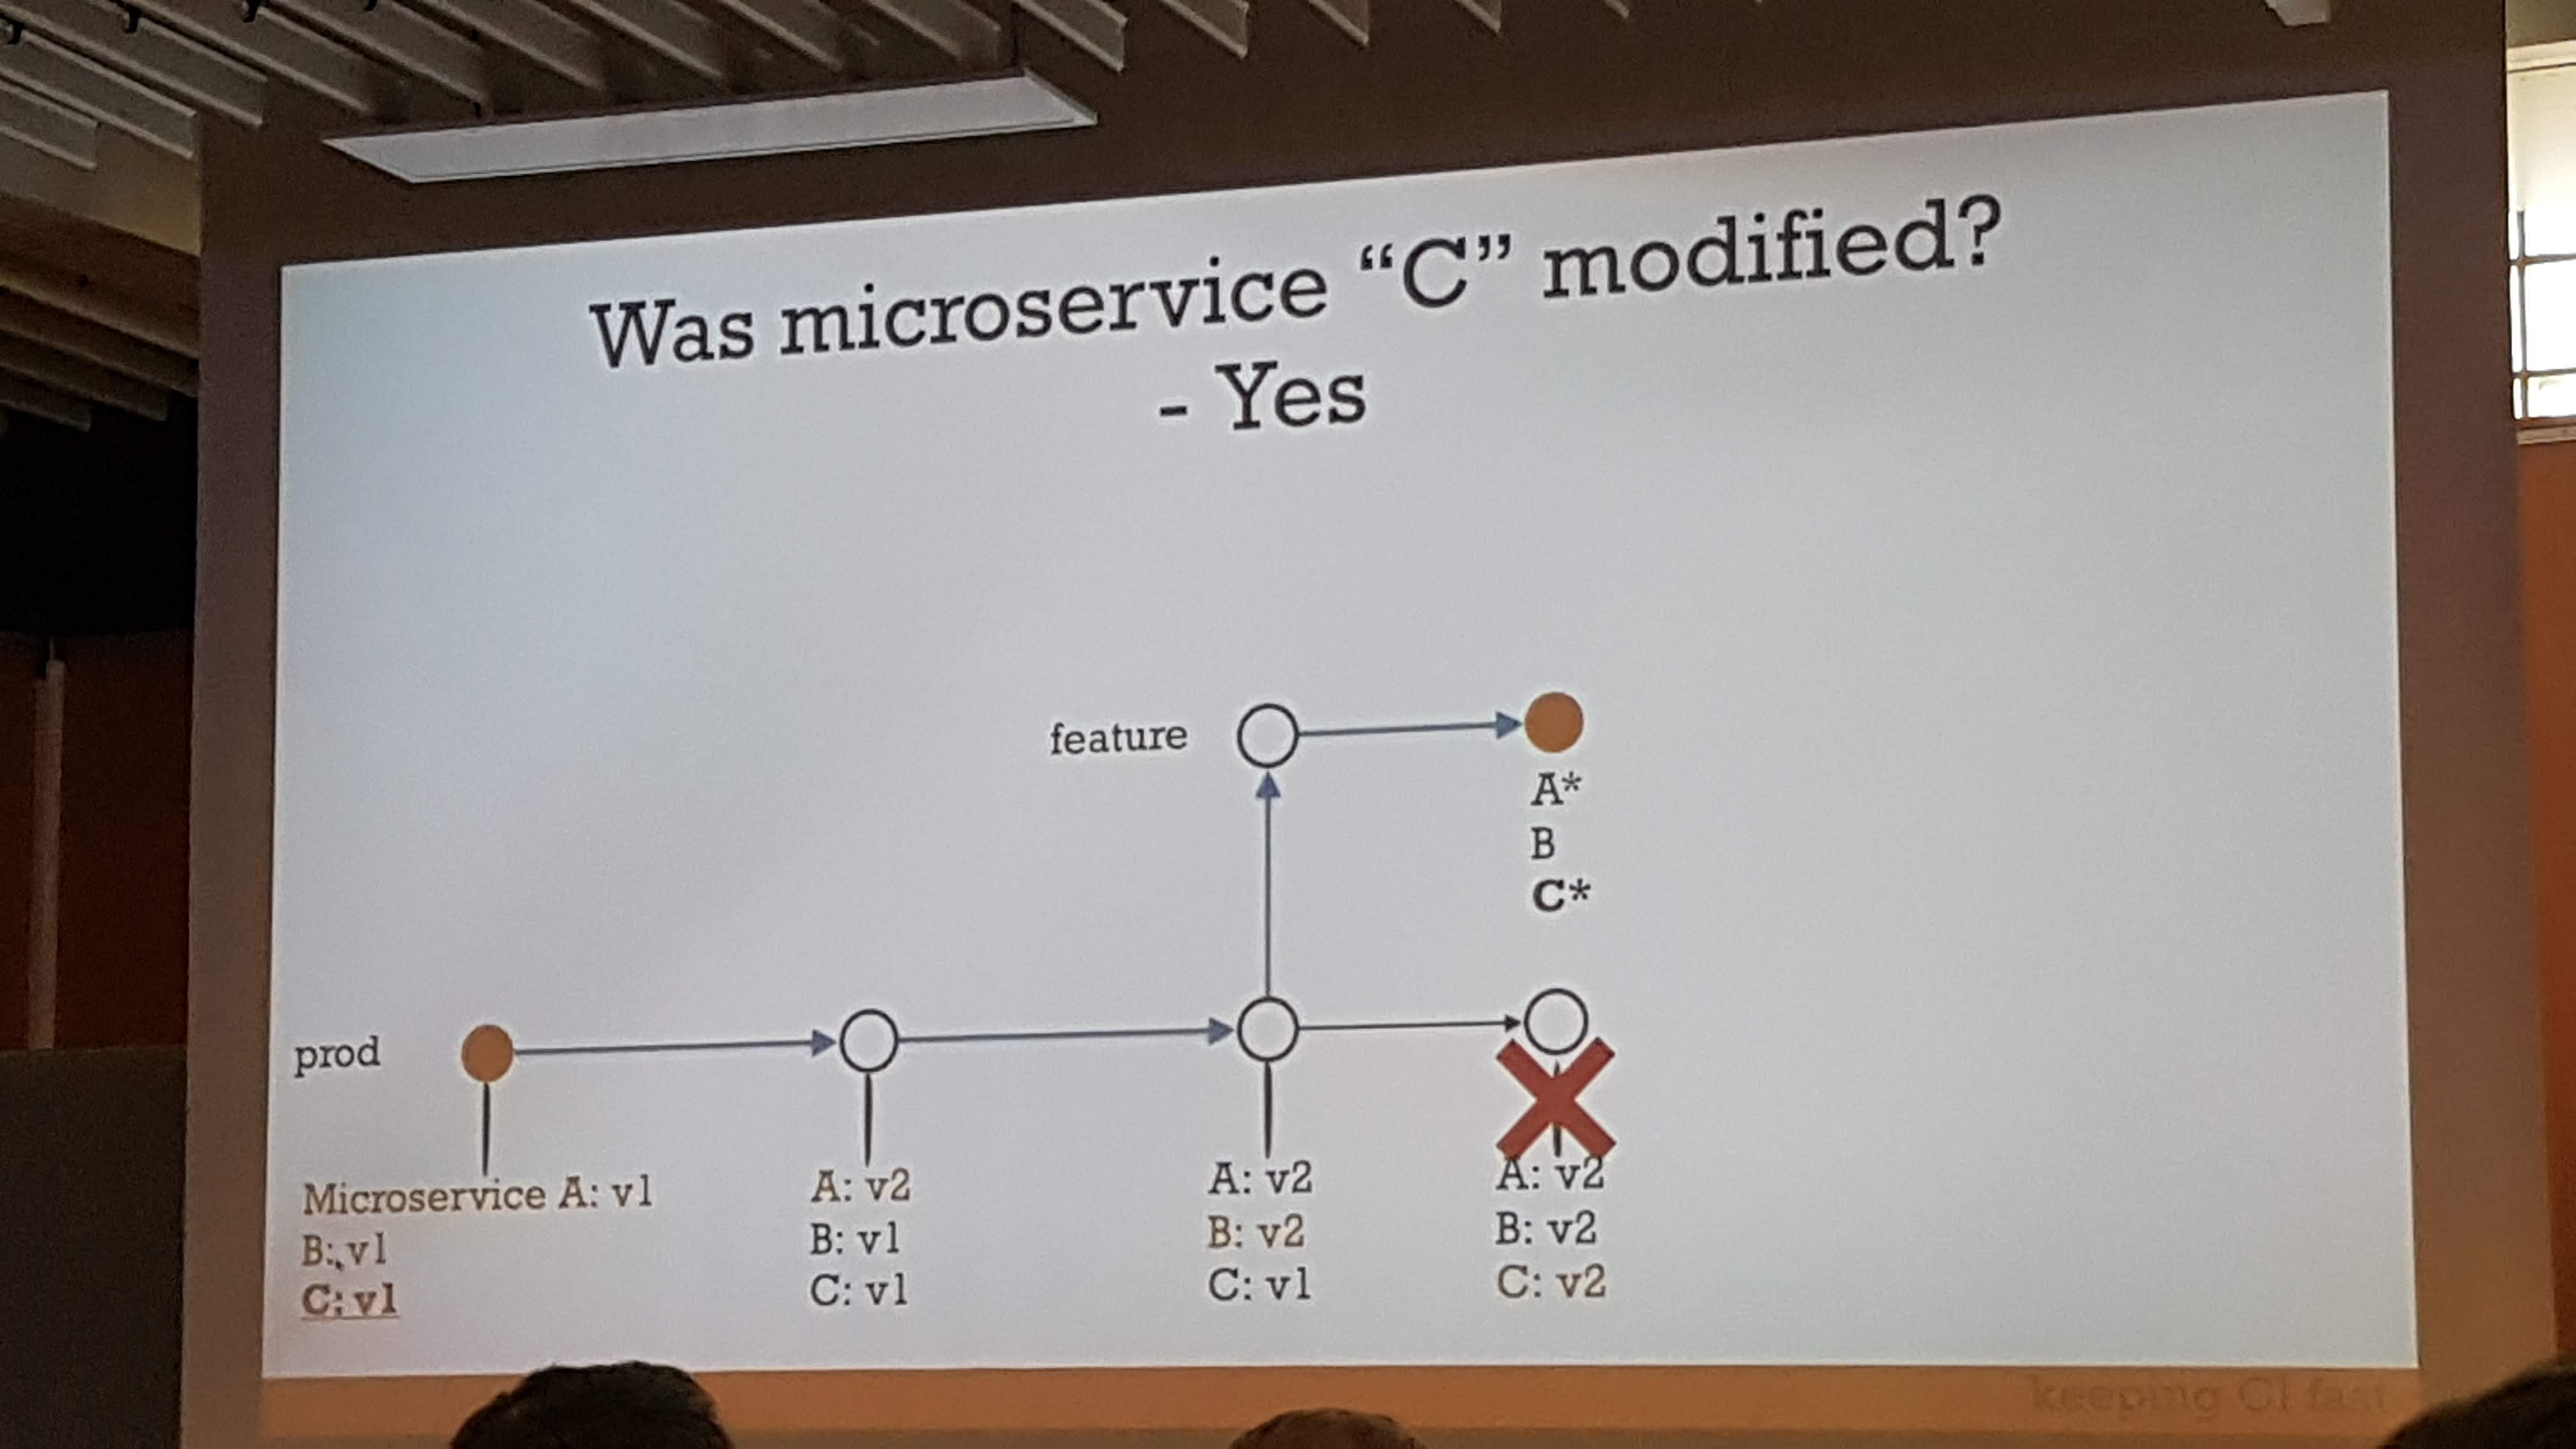 Was microservice “C” modified?
- Yes
feature
A*
B
C*
prod
Microservice A: v1
B: v1
C: v1
A: v2
B: v1
C: v1
A: v2
B: v2
C: v1
A: v2
B: v2
C: v2
keeping CI fast